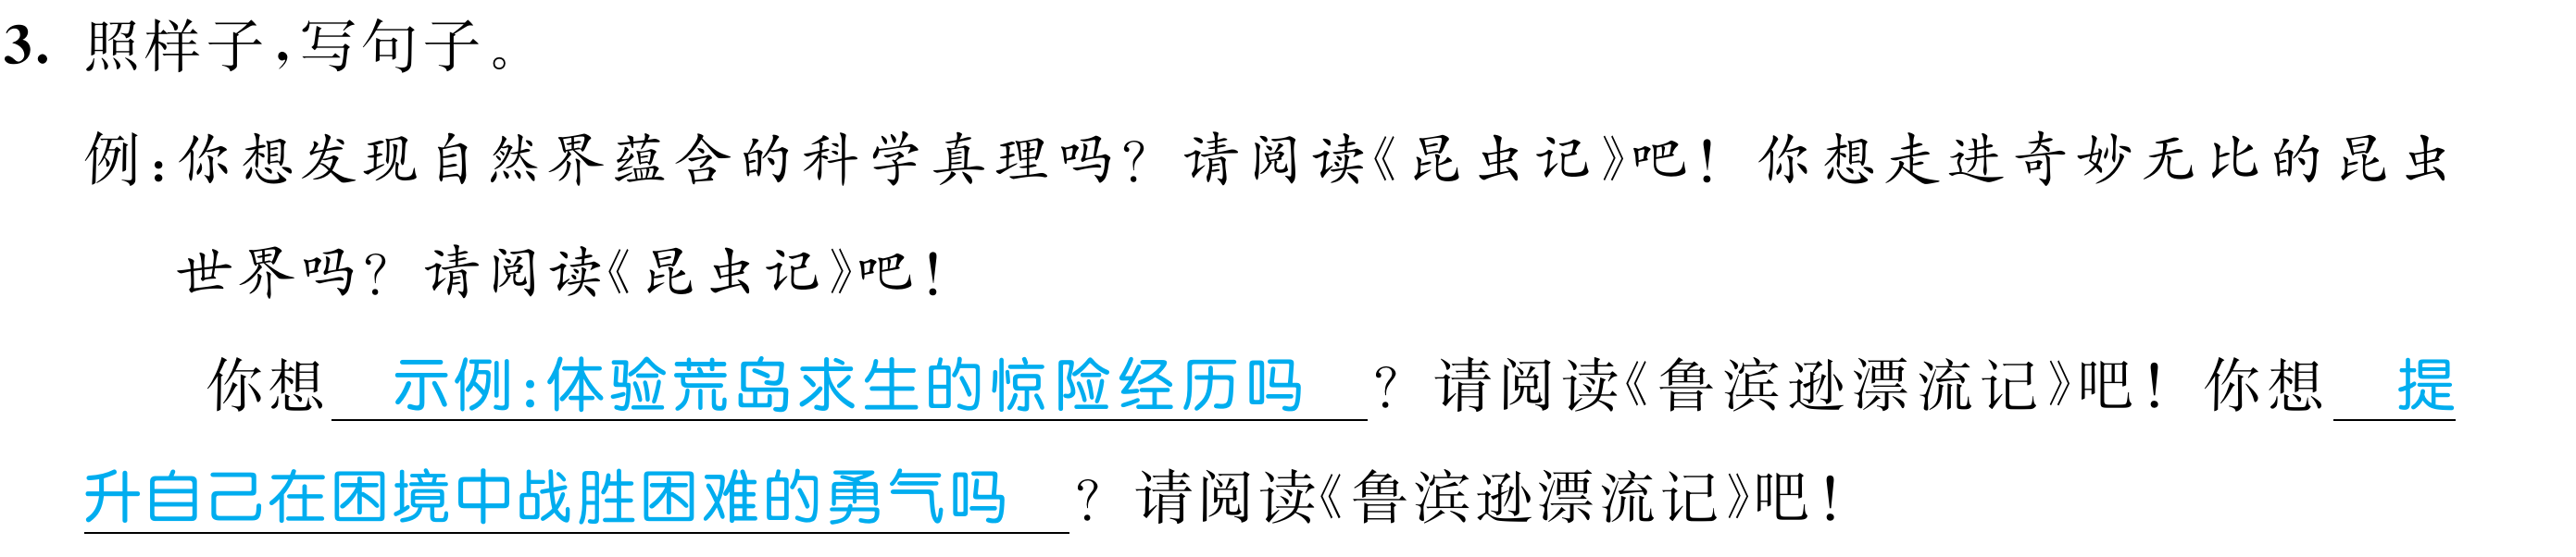 3. 照样子,写句子。
例:你想发现自然界蕴含的科学真理吗？请阅读《昆虫记》吧！你想走进奇妙无比的昆虫
世界吗？请阅读《昆虫记》吧！
你想 示例:体验荒岛求生的惊险经历吗 ？请阅读《鲁滨逊漂流记》吧！你想 提
升自己在困境中战胜困难的勇气吗 ？请阅读《鲁滨逊漂流记》吧！